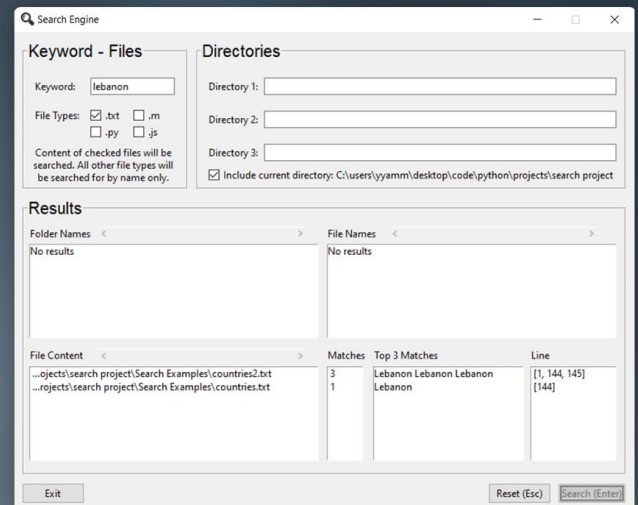 Search Engine
Keyword - Files
Keyword: lebanon
File Types: .txt .m
.py .js
Content of checked files will be
searched. All other file types will
be searched for by name only.
Directories
Directory 1:
Directory 2:
Directory 3:
Include current directory: C:\users\yyamm\desktop\code\python\projects\search project
Results
Folder Names < >
No results
File Names < >
No results
File Content < > Matches Top 3 Matches Line
...ojects\search project\Search Examples\countries2.txt 3 Lebanon Lebanon Lebanon [1, 144, 145]
...rojects\search project\Search Examples\countries.txt 1 Lebanon [144]
Exit Reset (Esc) Search (Enter)